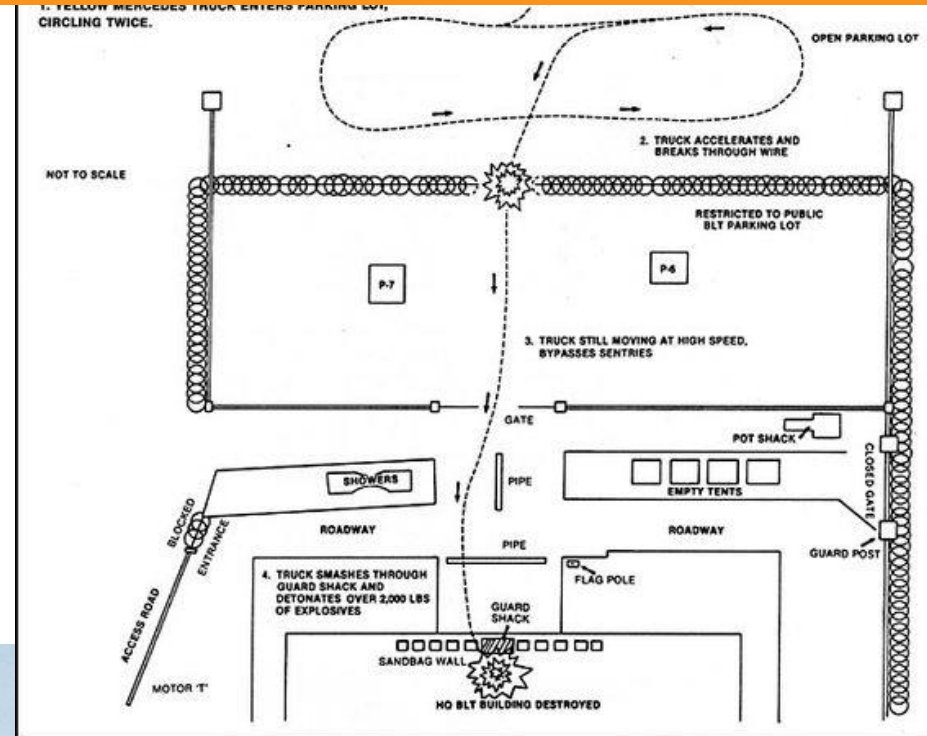 1. YELLOW MERCEDES TRUCK ENTERS PARKING LOT,
CIRCLING TWICE.
OPEN PARKING LOT
2. TRUCK ACCELERATES AND
BREAKS THROUGH WIRE
NOT TO SCALE
RESTRICTED TO PUBLIC
BLT PARKING LOT
P-7
P-6
3. TRUCK STILL MOVING AT HIGH SPEED,
BYPASSES SENTRIES
GATE
POT SHACK
CLOSED GATE
SHOWERS
PIPE
EMPTY TENTS
BLOCKED
ENTRANCE
ROADWAY
ROADWAY
GUARD POST
PIPE
FLAG POLE
4. TRUCK SMASHES THROUGH
GUARD SHACK AND
DETONATES OVER 2,000 LBS
OF EXPLOSIVES
GUARD
SHACK
ACCESS ROAD
SANDBAG WALL
MOTOR 'T'
HQ BLT BUILDING DESTROYED